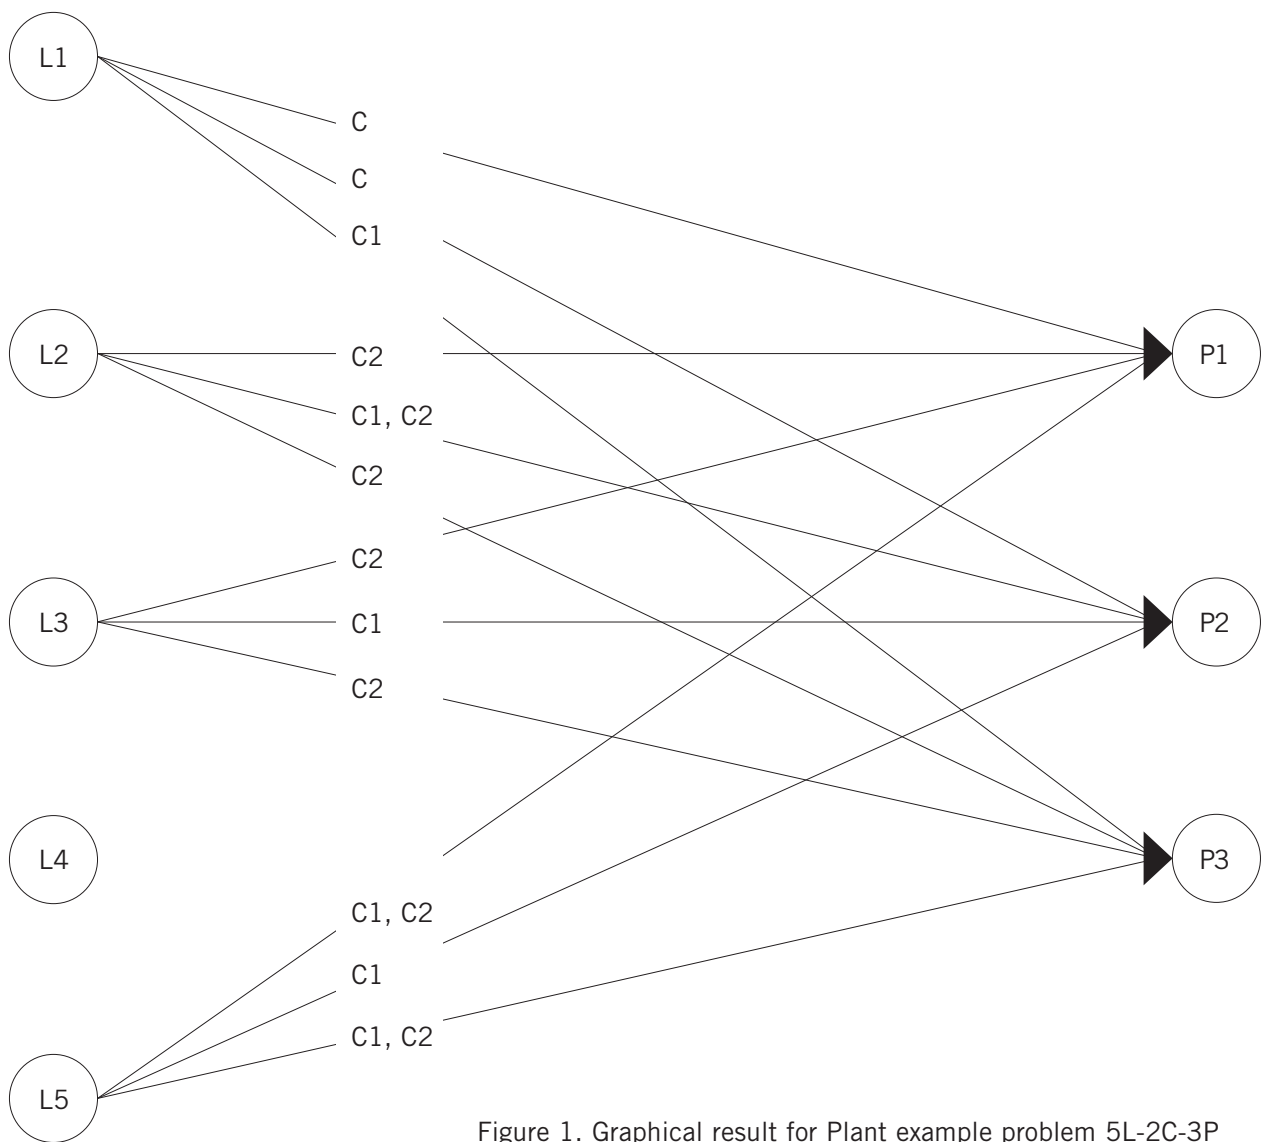 L1
C
C
C1
L2
C2
P1
C1, C2
C2
C2
L3
C1
P2
C2
L4
P3
C1, C2
C1
C1, C2
L5
Figure 1. Graphical result for Plant example problem 5L-2C-3P